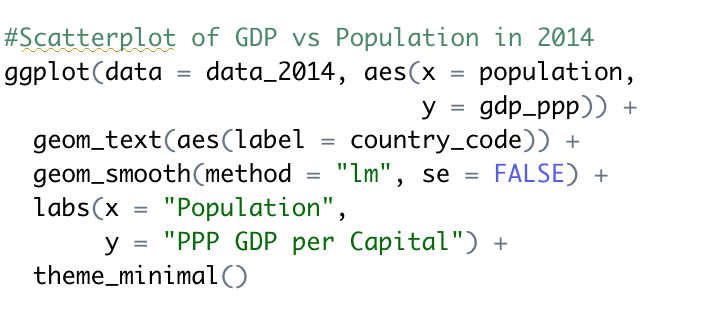 #Scatterplot of GDP vs Population in 2014
ggplot(data = data_2014, aes(x = population,
                             y = gdp_ppp)) +
  geom_text(aes(label = country_code)) +
  geom_smooth(method = "lm", se = FALSE) +
  labs(x = "Population",
       y = "PPP GDP per Capital") +
  theme_minimal()